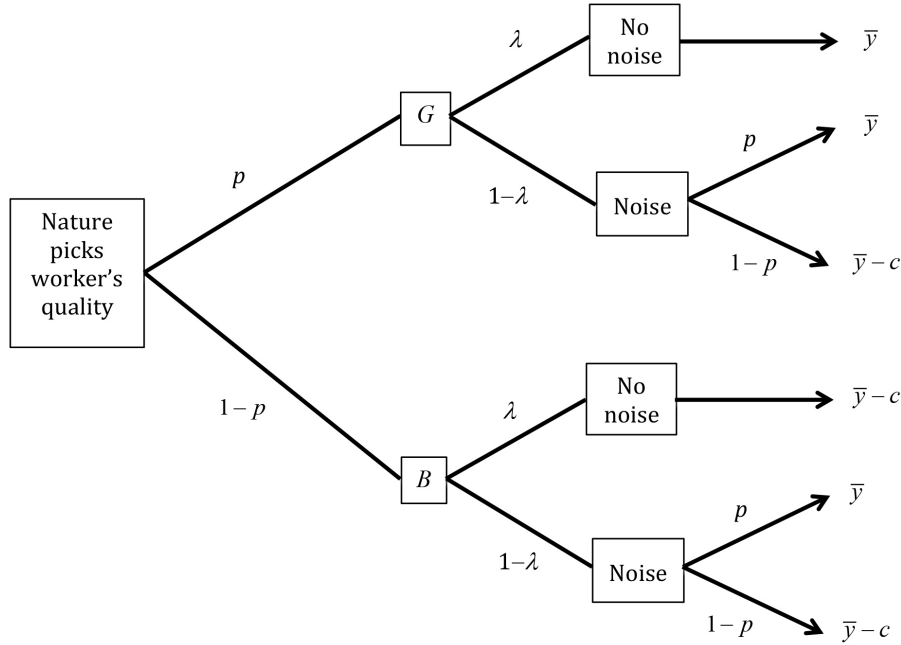 Nature
picks
worker's
quality
p
1 – p
G
λ
1–λ
No
noise
ȳ
Noise
p
ȳ
1 – p
ȳ – c
B
λ
1–λ
No
noise
ȳ – c
Noise
p
ȳ
1 – p
ȳ – c